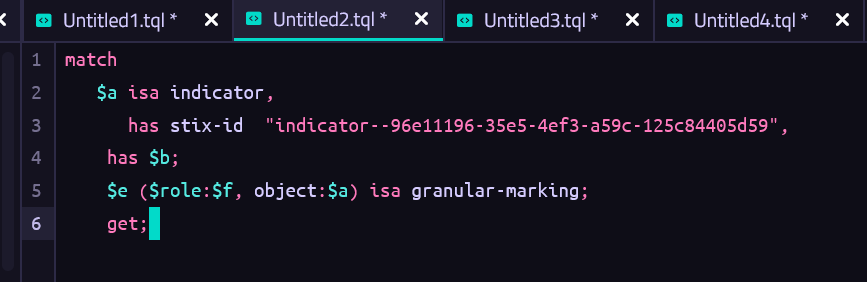 Untitled1.tql * Untitled2.tql * Untitled3.tql * Untitled4.tql *
1 match
2 $a isa indicator,
3 has stix-id  "indicator--96e11196-35e5-4ef3-a59c-125c84405d59",
4 has $b;
5 $e ($role:$f, object:$a) isa granular-marking;
6 get;